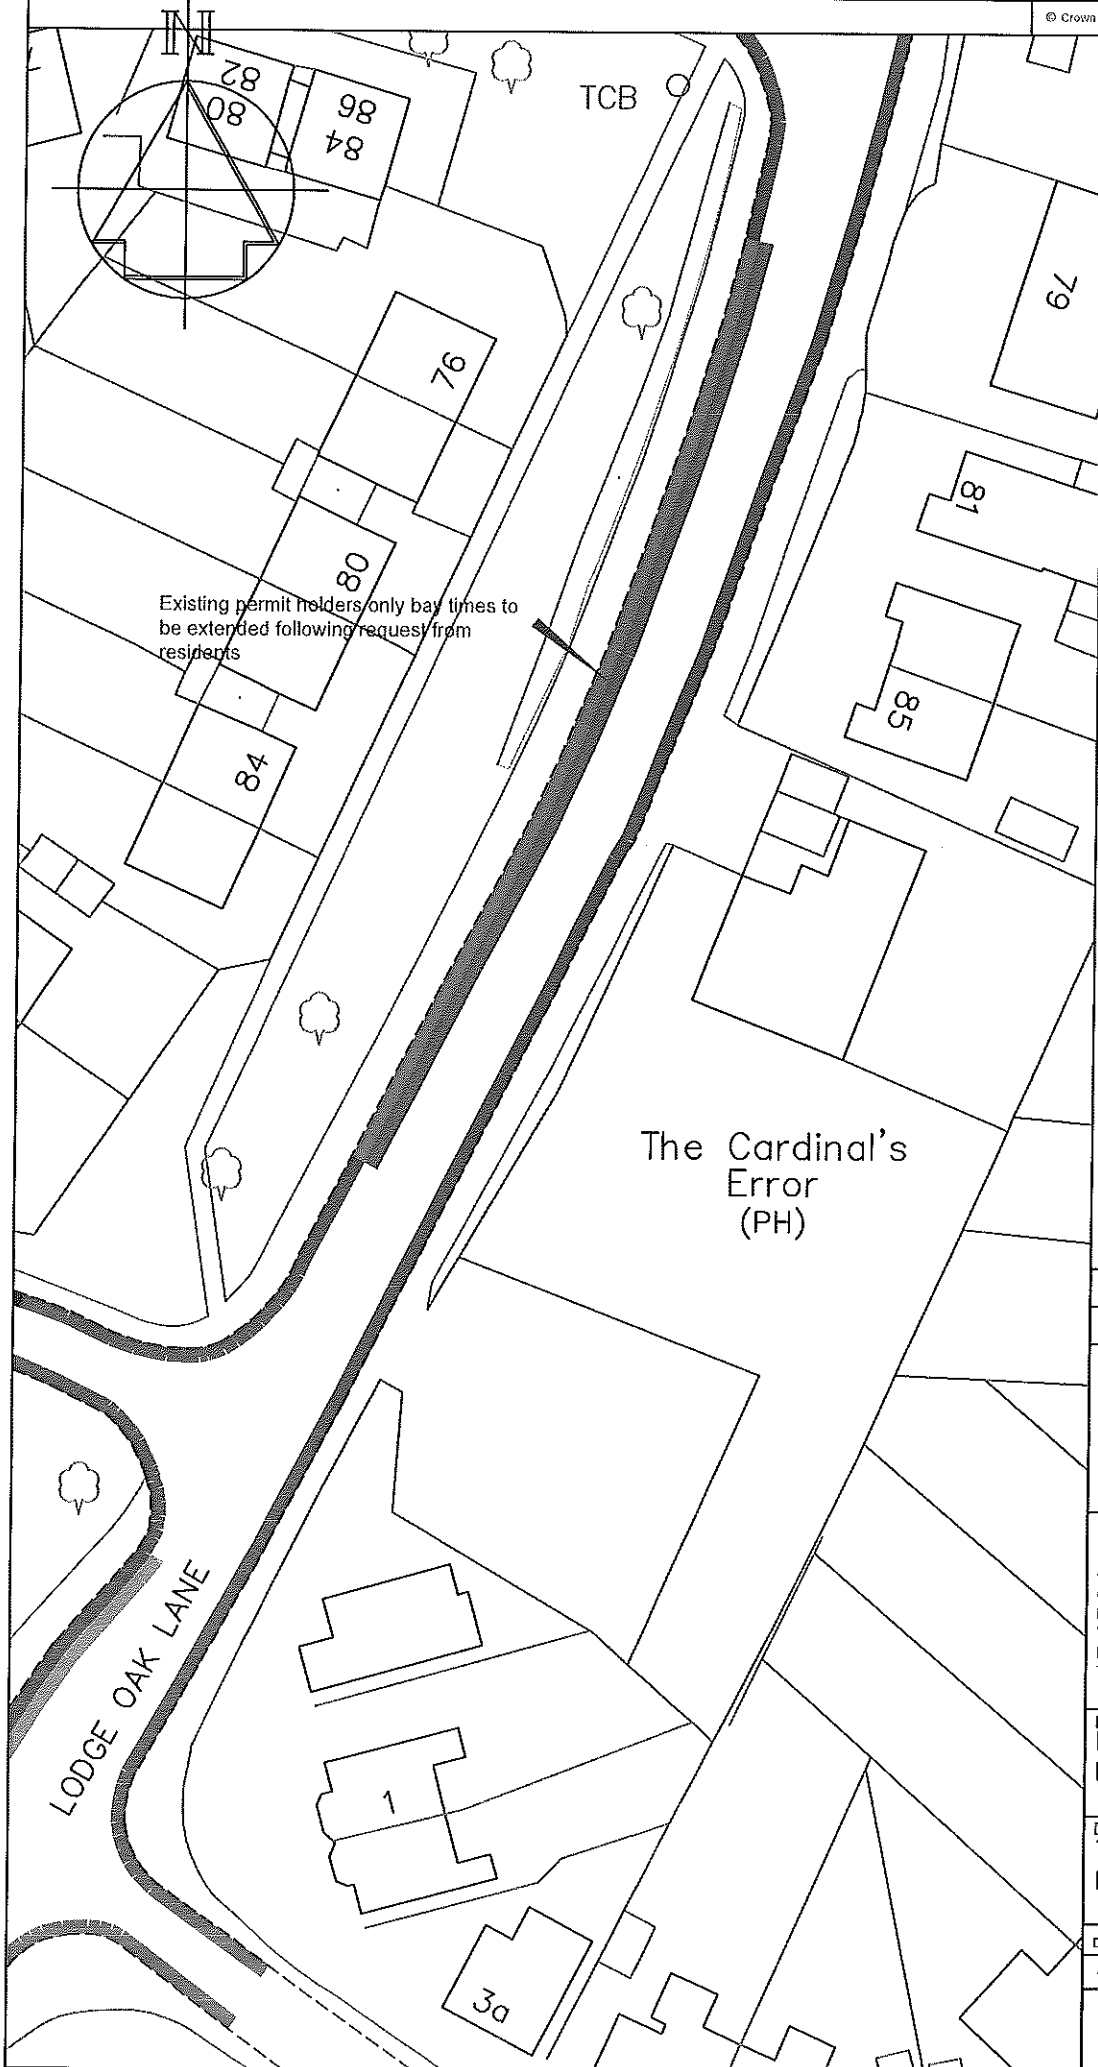 © Crown
N
82
80
86
84
TCB
79
76
81
80
Existing permit holders only bay times to
be extended following request from
residents
85
84
The Cardinal's
Error
(PH)
LODGE OAK LANE
1
3a